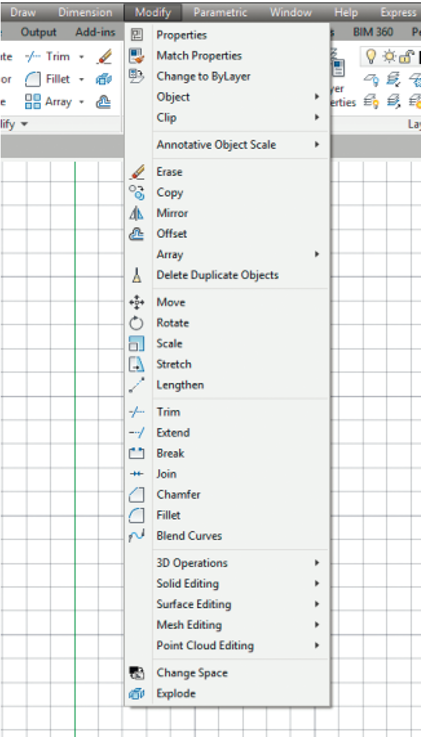 Draw Dimension Modify Parametric Window Help Express
Output Add-ins s BIM 360 Pe
te Trim
or Fillet
yer
e Array erties
lify Lay
Properties
Match Properties
Change to ByLayer
Object
Clip
Annotative Object Scale
Erase
Copy
Mirror
Offset
Array
Delete Duplicate Objects
Move
Rotate
Scale
Stretch
Lengthen
Trim
Extend
Break
Join
Chamfer
Fillet
Blend Curves
3D Operations
Solid Editing
Surface Editing
Mesh Editing
Point Cloud Editing
Change Space
Explode